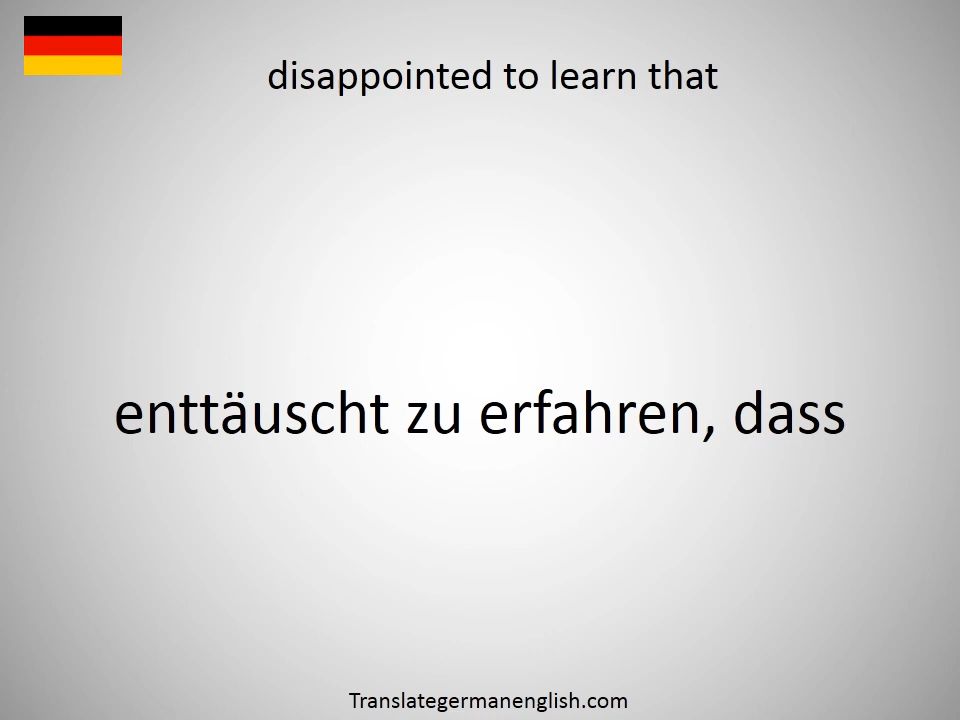 disappointed to learn that
enttäuscht zu erfahren, dass
Translategermanenglish.com